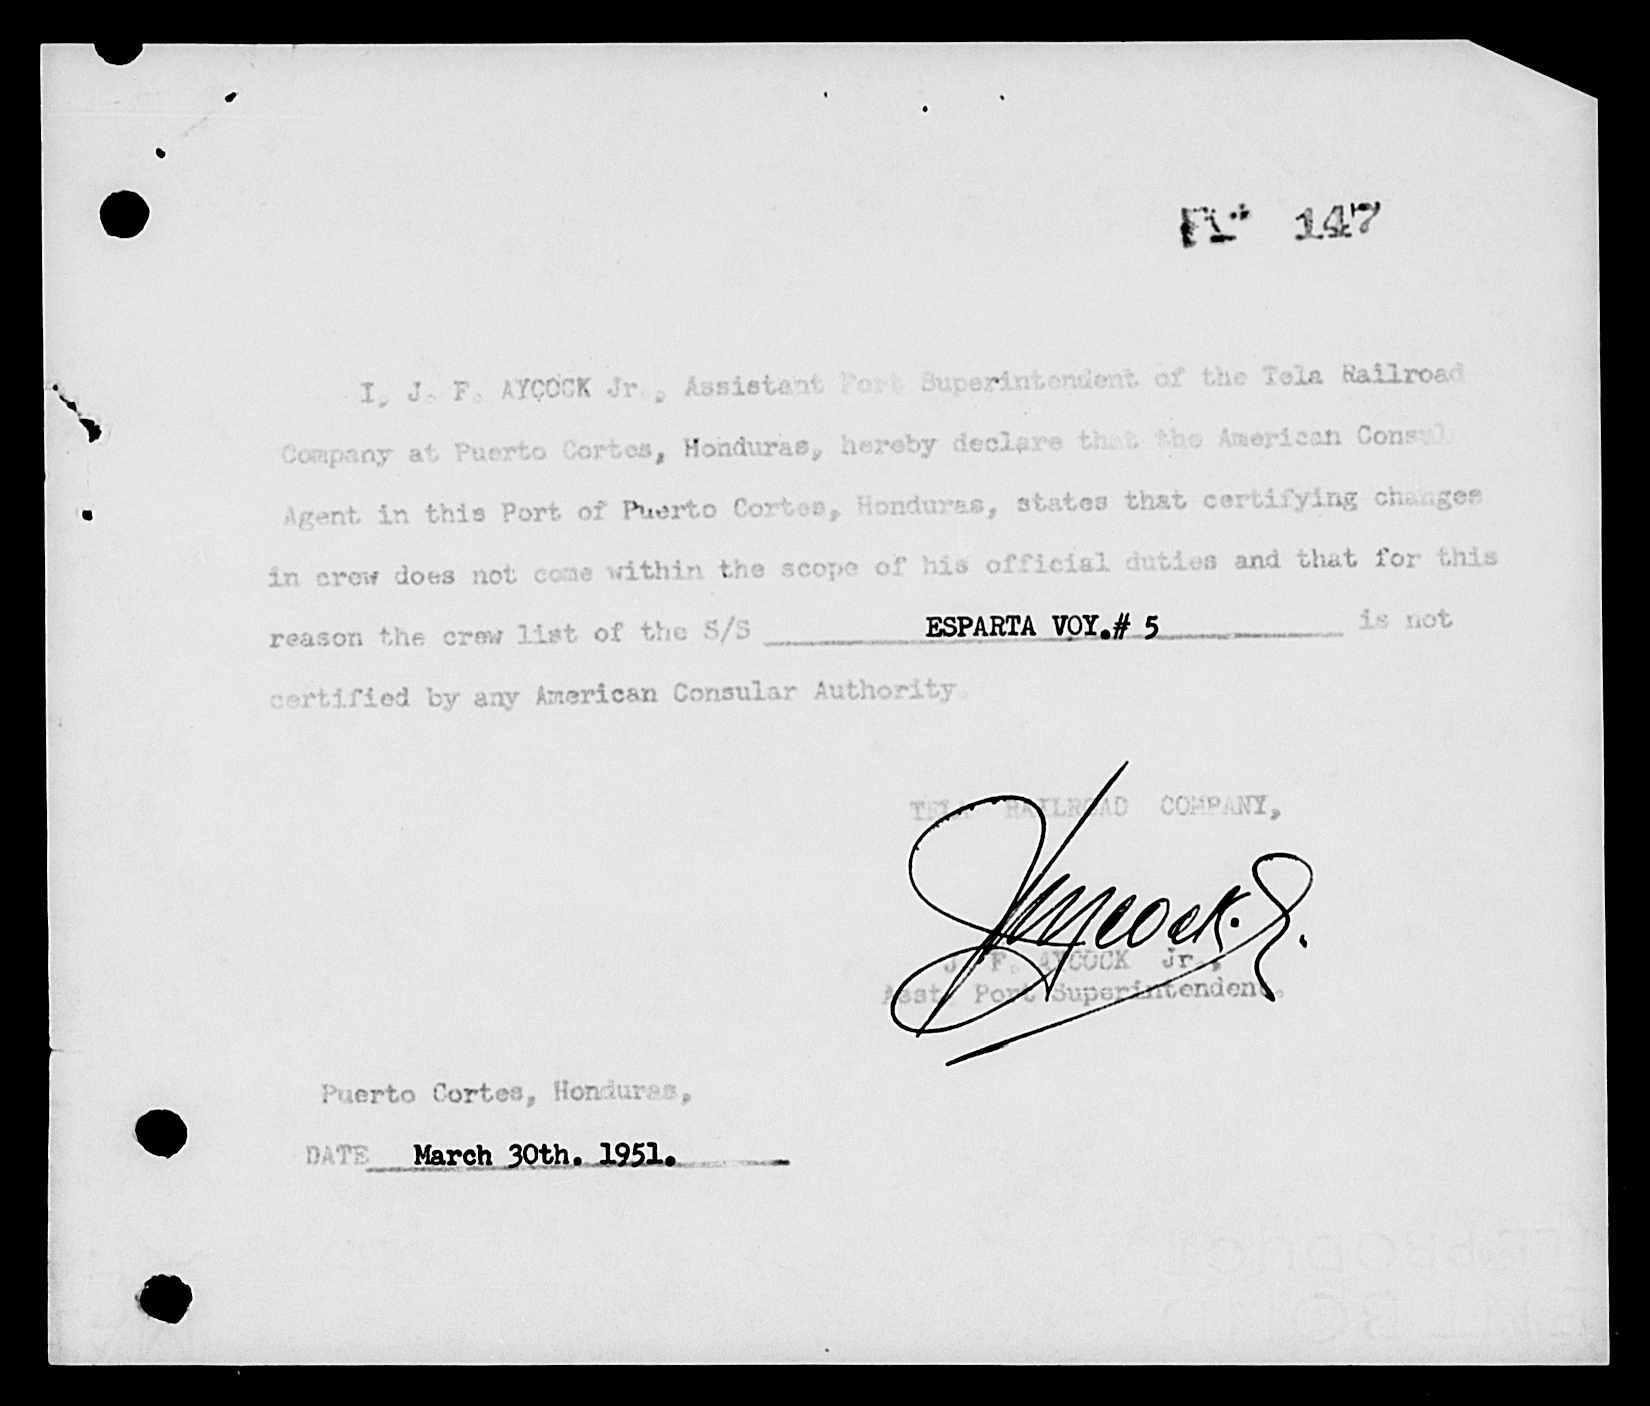 147
I, J. F. AYCOCK Jr., Assistant Port Superintendent of the Tela Railroad
Company at Puerto Cortes, Honduras, hereby declare that the American Consul
Agent in this Port of Puerto Cortes, Honduras, states that certifying changes
in crew does not come within the scope of his official duties and that for this
reason the crew list of the S/S ESPARTA VOY.# 5 is not
certified by any American Consular Authority.
TELA RAILROAD COMPANY,
J. F. AYCOCK Jr.,
Asst. Port Superintendent.
Puerto Cortes, Honduras,
DATE March 30th. 1951.